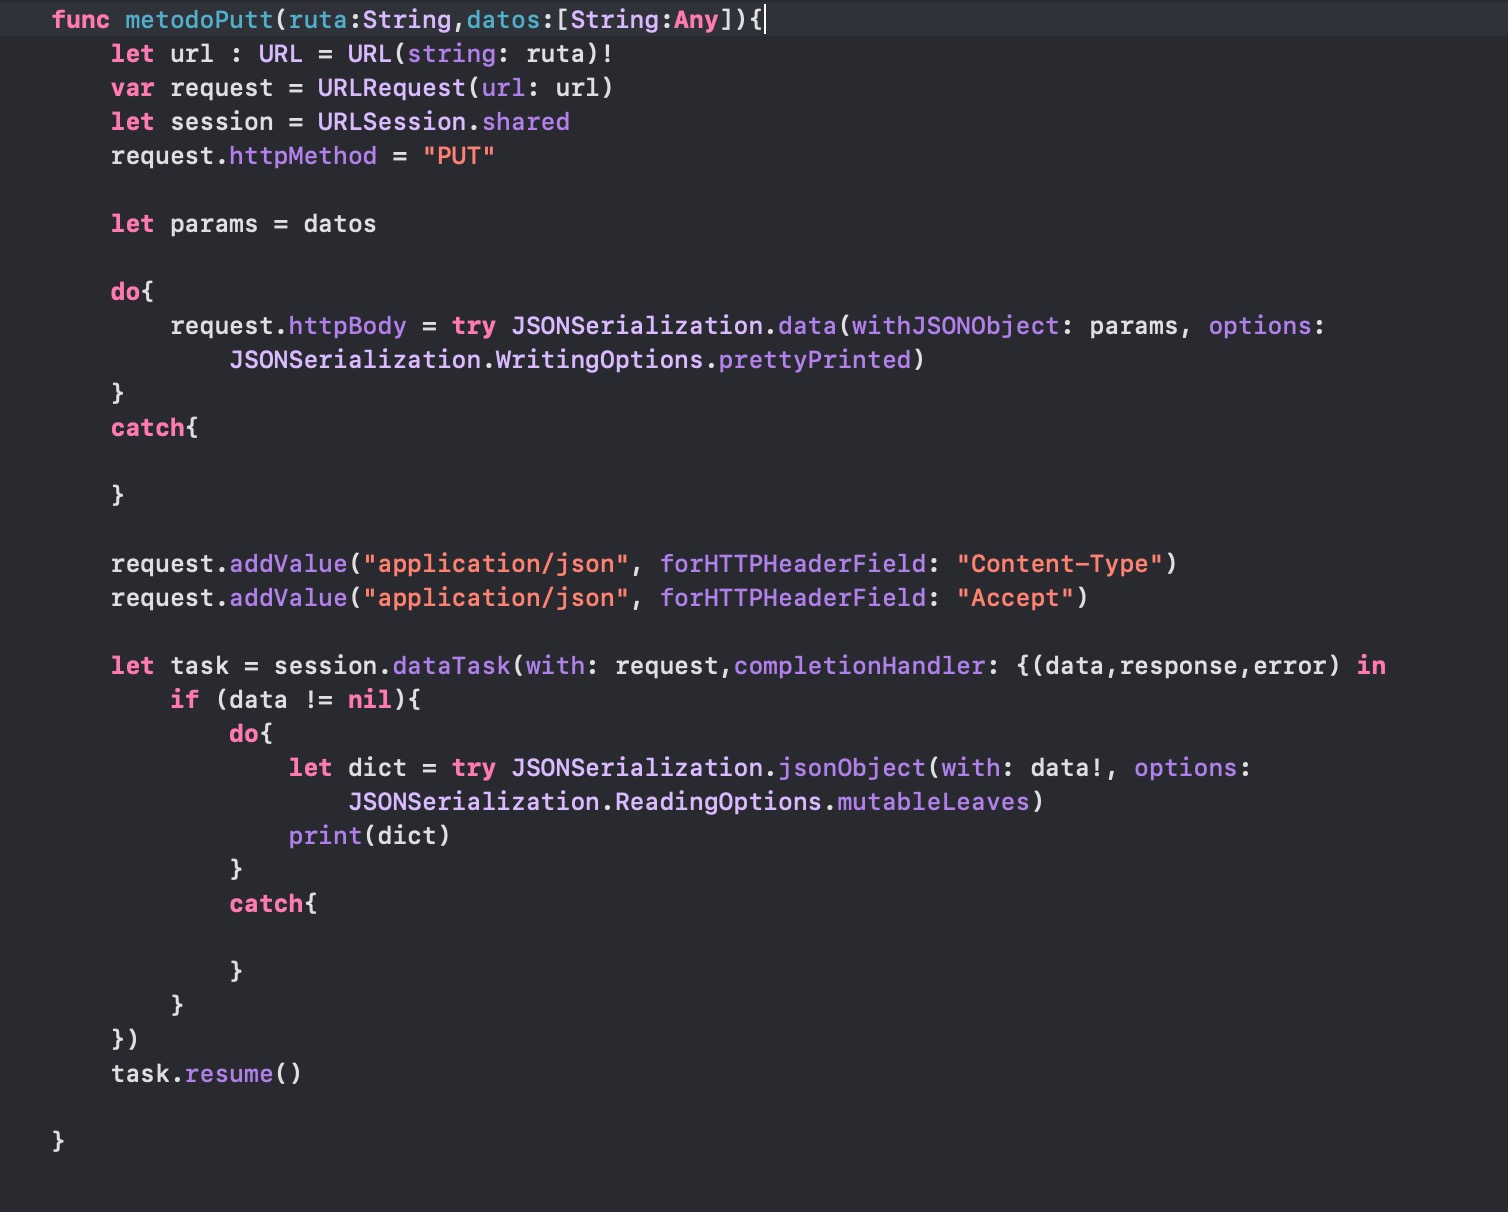 func metodoPutt(ruta:String,datos:[String:Any]){
let url : URL = URL(string: ruta)!
var request = URLRequest(url: url)
let session = URLSession.shared
request.httpMethod = "PUT"
let params = datos
do{
request.httpBody = try JSONSerialization.data(withJSONObject: params, options:
JSONSerialization.WritingOptions.prettyPrinted)
}
catch{
}
request.addValue("application/json", forHTTPHeaderField: "Content-Type")
request.addValue("application/json", forHTTPHeaderField: "Accept")
let task = session.dataTask(with: request,completionHandler: {(data,response,error) in
if (data != nil){
do{
let dict = try JSONSerialization.jsonObject(with: data!, options:
JSONSerialization.ReadingOptions.mutableLeaves)
print(dict)
}
catch{
}
}
})
task.resume()
}